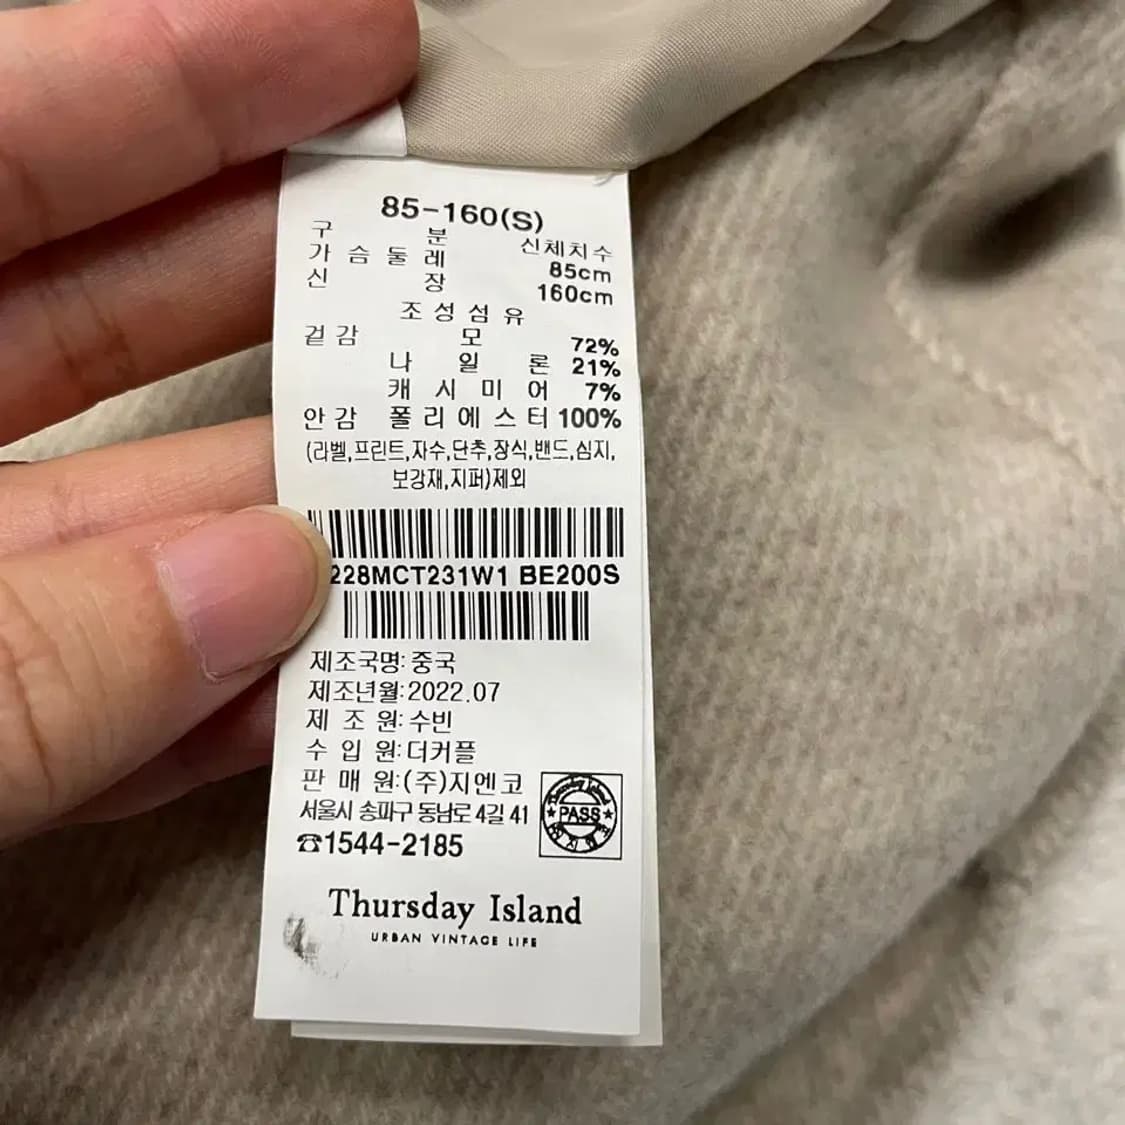 85-160(S)
구 분 신체치수
가 슴 둘 레 85cm
신 장 160cm
조 성 섬 유
겉 감 모 72%
나 일 론 21%
캐 시 미 어 7%
안 감 폴 리 에 스 터 100%
(라벨,프린트,자수,단추,장식,밴드,심지,
보강재,지퍼)제외
228MCT231W1 BE200S
제조국명:중국
제조년월:2022.07
제 조 원:수빈
수 입 원:더커플
판 매 원:(주)지엔코
서울시 송파구 동남로 4길 41
☎1544-2185
Thursday Island
PASS
Thursday Island
URBAN VINTAGE LIFE